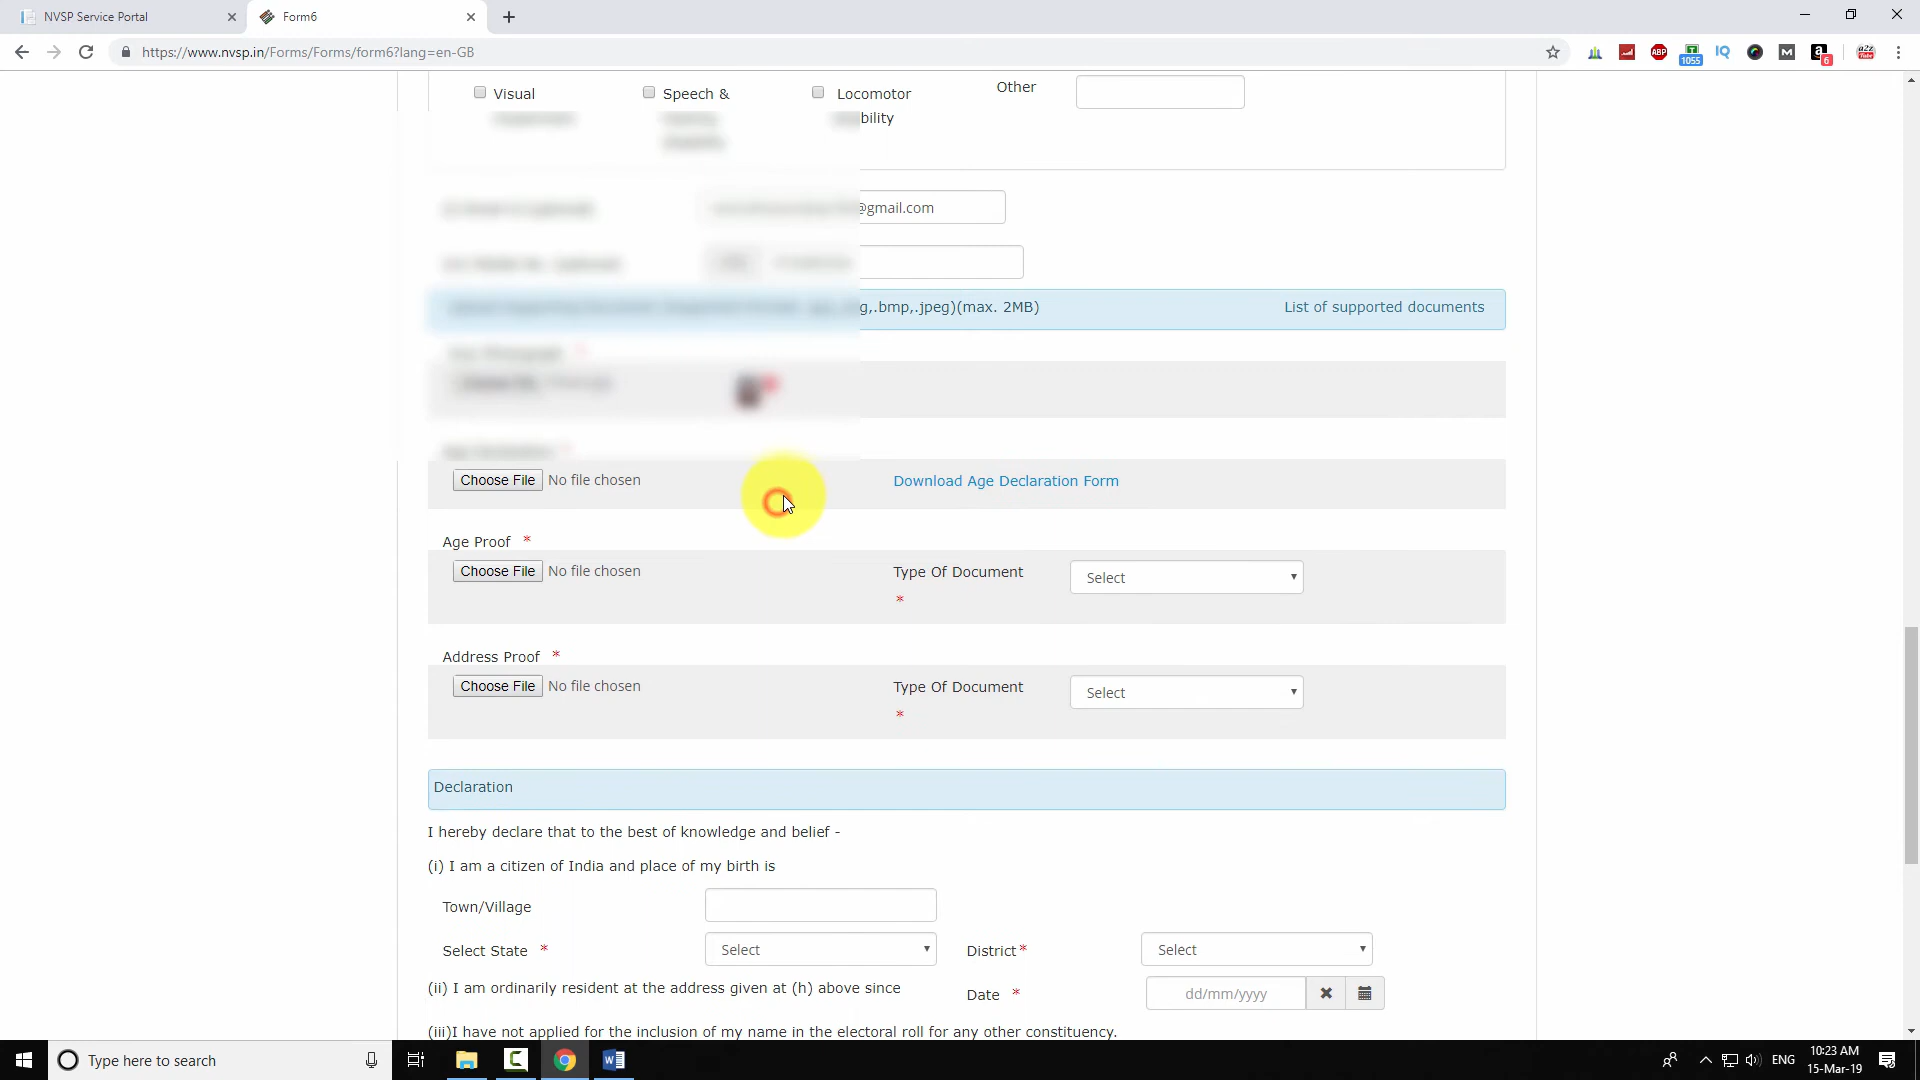 NVSP Service Portal
Form6
https://www.nvsp.in/Forms/Forms/form6?lang=en-GB
ABP
1055
IQ
M
a
6
a2z
Visual
Speech &
Locomotor
Other
bility
@gmail.com
g,.bmp,.jpeg)(max. 2MB)
List of supported documents
Choose File No file chosen
Download Age Declaration Form
Age Proof *
Choose File No file chosen
Type Of Document
*
Select
Address Proof *
Choose File No file chosen
Type Of Document
*
Select
Declaration
I hereby declare that to the best of knowledge and belief -
(i) I am a citizen of India and place of my birth is
Town/Village
Select State *
Select
District*
Select
(ii) I am ordinarily resident at the address given at (h) above since
Date *
dd/mm/yyyy
(iii)I have not applied for the inclusion of my name in the electoral roll for any other constituency.
Type here to search
ENG
10:23 AM
15-Mar-19